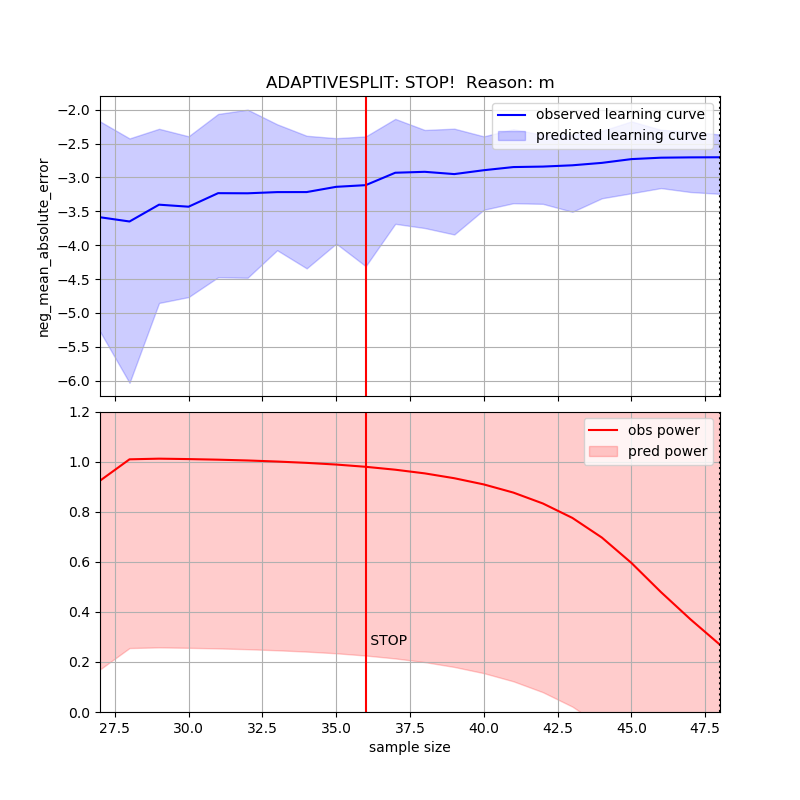 ADAPTIVESPLIT: STOP!  Reason: m
neg_mean_absolute_error
−2.0
−2.5
−3.0
−3.5
−4.0
−4.5
−5.0
−5.5
−6.0
observed learning curve
predicted learning curve
1.2
1.0
0.8
0.6
0.4
0.2
0.0
obs power
pred power
STOP
27.5 30.0 32.5 35.0 37.5 40.0 42.5 45.0 47.5
sample size